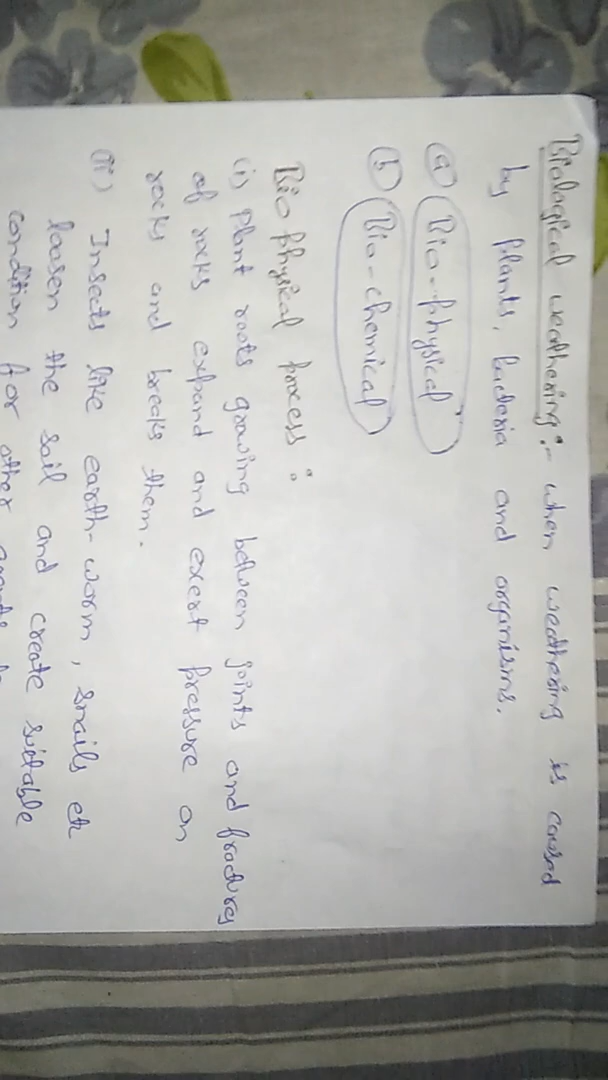 Biological weathering :- when weathering is caused
by plants, bacteria and organisms.
(a) Bio-physical
(b) Bio-chemical
Bio physical process :
(i) Plant roots growing between joints and fractures
of rocks expand and exert pressure on
rocks and breaks them.
(ii) Insects like earth-worm, snails etc
loosen the soil and create suitable
condition for other